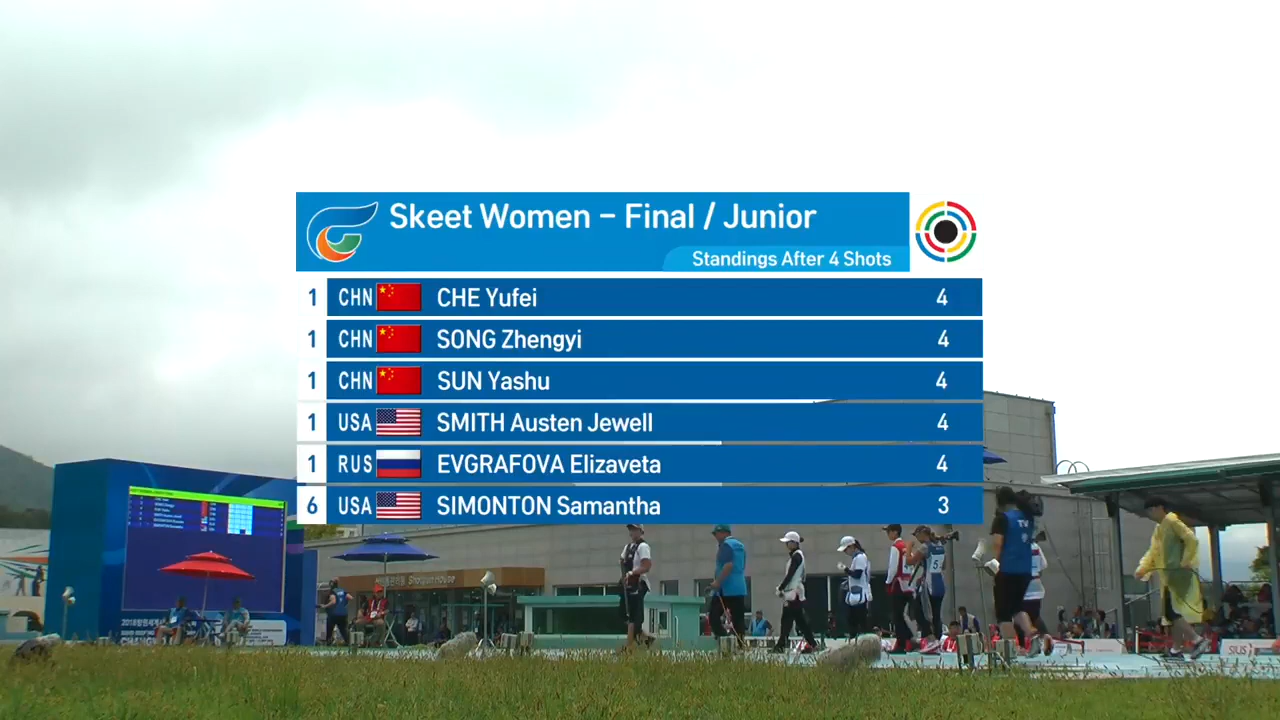 Skeet Women – Final / Junior
Standings After 4 Shots
1 CHN CHE Yufei 4
1 CHN SONG Zhengyi 4
1 CHN SUN Yashu 4
1 USA SMITH Austen Jewell 4
1 RUS EVGRAFOVA Elizaveta 4
6 USA SIMONTON Samantha 3
TV
5
Shotgun House
SIUS